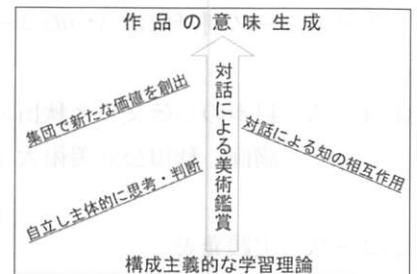 作品の意味生成
集団で新たな価値を創出
自立し主体的に思考・判断
対話による美術鑑賞
対話による知の相互作用
構成主義的な学習理論